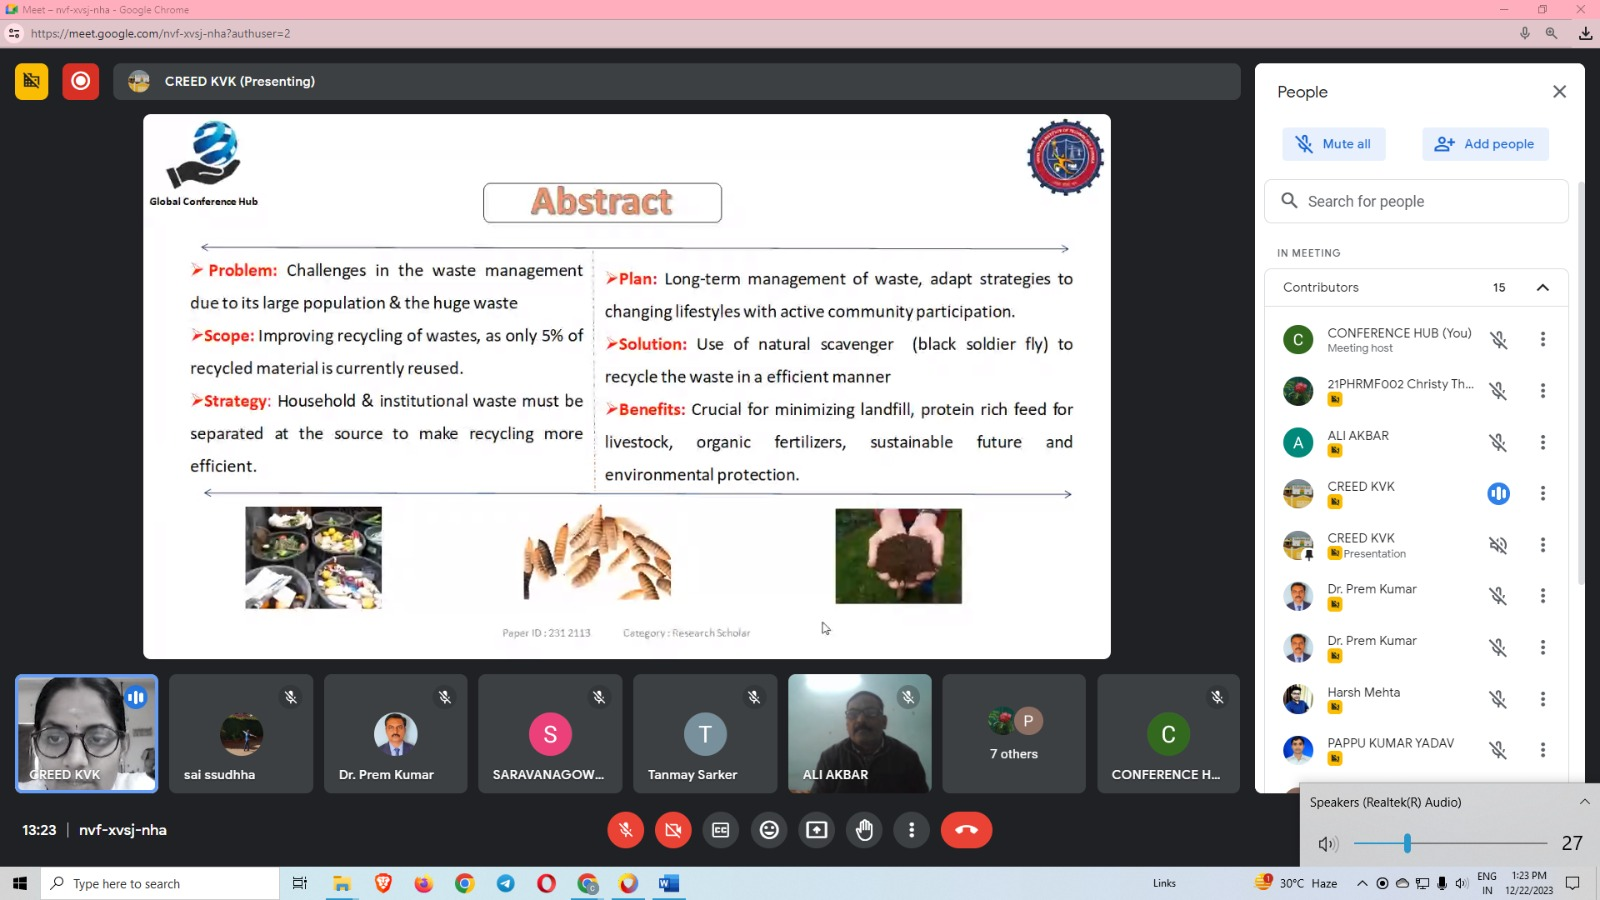 Meet – nvf-xvsj-nha - Google Chrome
https://meet.google.com/nvf-xvsj-nha?authuser=2
CREED KVK (Presenting)
Global Conference Hub
Abstract
➢Problem: Challenges in the waste management
due to its large population & the huge waste
➢Scope: Improving recycling of wastes, as only 5% of
recycled material is currently reused.
➢Strategy: Household & institutional waste must be
separated at the source to make recycling more
efficient.
➢Plan: Long-term management of waste, adapt strategies to
changing lifestyles with active community participation.
➢Solution: Use of natural scavenger (black soldier fly) to
recycle the waste in a efficient manner
➢Benefits: Crucial for minimizing landfill, protein rich feed for
livestock, organic fertilizers, sustainable future and
environmental protection.
Paper ID : 231 2113 Category : Research Scholar
CREED KVK
sai ssudhha
Dr. Prem Kumar
S
SARAVANAGOW...
T
Tanmay Sarker
ALI AKBAR
P
7 others
C
CONFERENCE H...
13:23 | nvf-xvsj-nha
People
Mute all
Add people
Search for people
IN MEETING
Contributors 15
C
CONFERENCE HUB (You)
Meeting host
21PHRMF002 Christy Th...
A
ALI AKBAR
CREED KVK
CREED KVK
Presentation
Dr. Prem Kumar
Dr. Prem Kumar
Harsh Mehta
PAPPU KUMAR YADAV
Speakers (Realtek(R) Audio)
27
Type here to search
Links
30°C Haze
ENG
IN
1:23 PM
12/22/2023